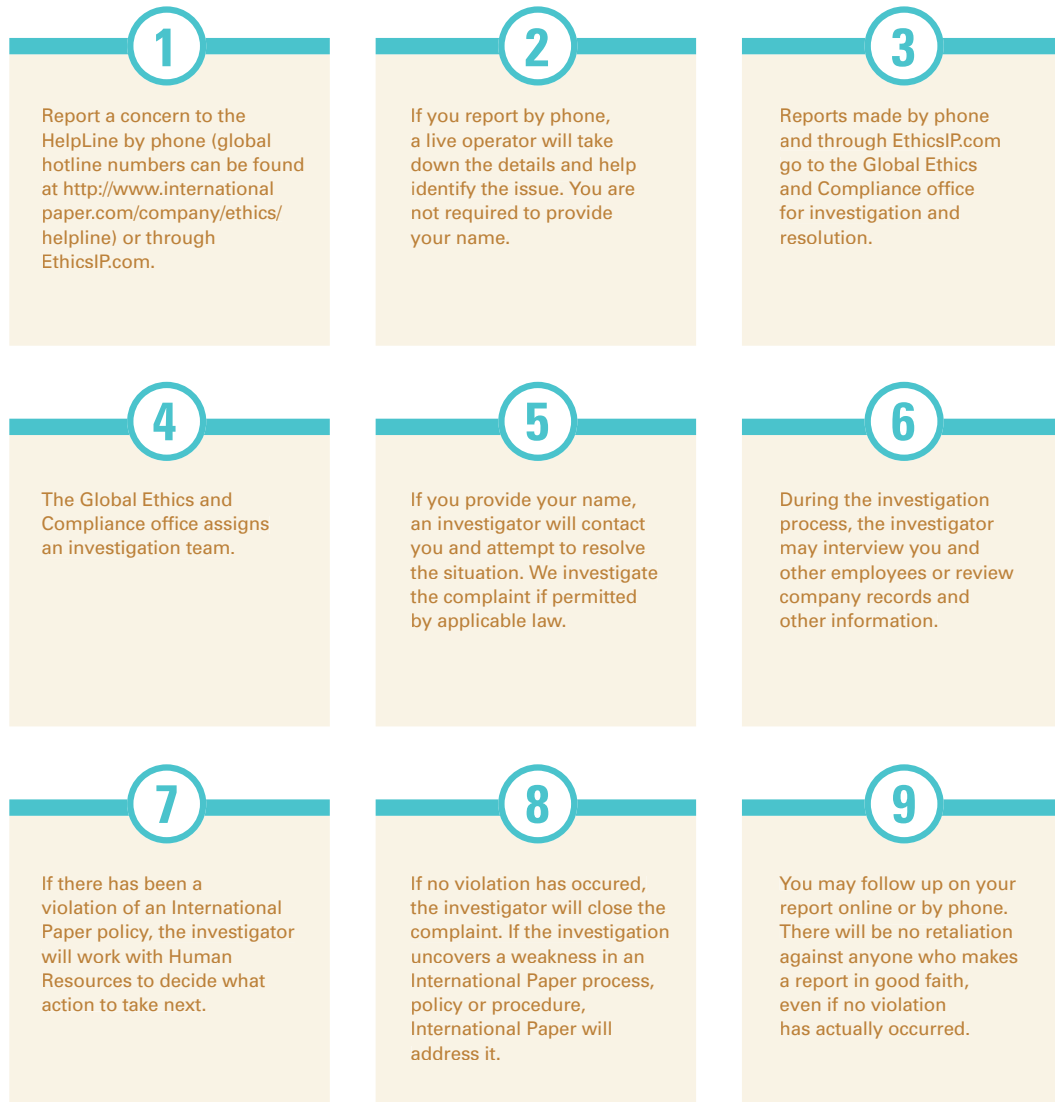 1
Report a concern to the
HelpLine by phone (global
hotline numbers can be found
at http://www.international
paper.com/company/ethics/
helpline) or through
EthicsIP.com.
2
If you report by phone,
a live operator will take
down the details and help
identify the issue. You are
not required to provide
your name.
3
Reports made by phone
and through EthicsIP.com
go to the Global Ethics
and Compliance office
for investigation and
resolution.
4
The Global Ethics and
Compliance office assigns
an investigation team.
5
If you provide your name,
an investigator will contact
you and attempt to resolve
the situation. We investigate
the complaint if permitted
by applicable law.
6
During the investigation
process, the investigator
may interview you and
other employees or review
company records and
other information.
7
If there has been a
violation of an International
Paper policy, the investigator
will work with Human
Resources to decide what
action to take next.
8
If no violation has occured,
the investigator will close the
complaint. If the investigation
uncovers a weakness in an
International Paper process,
policy or procedure,
International Paper will
address it.
9
You may follow up on your
report online or by phone.
There will be no retaliation
against anyone who makes
a report in good faith,
even if no violation
has actually occurred.